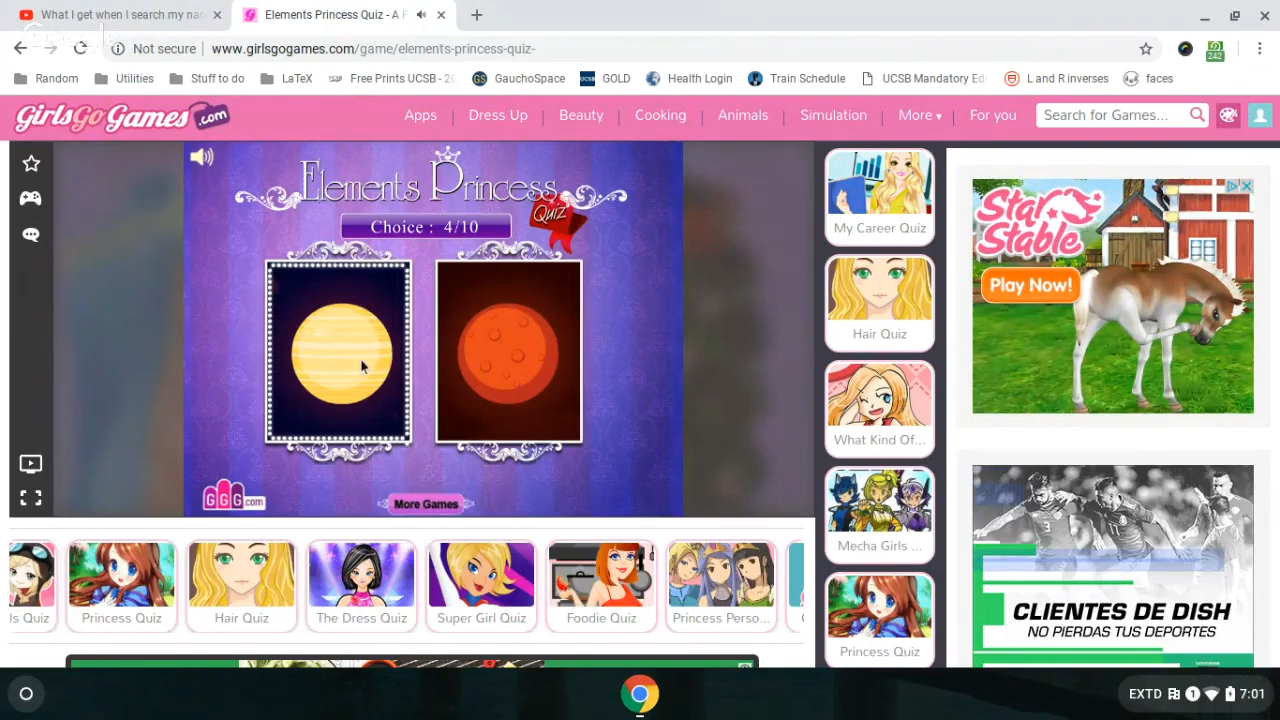 What I get when I search my nam
Elements Princess Quiz - A F
Google
Not secure | www.girlsgogames.com/game/elements-princess-quiz-
242
Random
Utilities
Stuff to do
LaTeX
Free Prints UCSB - 20
GauchoSpace
GOLD
Health Login
Train Schedule
UCSB Mandatory Ed
L and R inverses
faces
GirlsGoGames.com
Apps
Dress Up
Beauty
Cooking
Animals
Simulation
More
For you
Search for Games...
Elements Princess
Quiz
Choice : 4/10
GGG.com
More Games
My Career Quiz
Hair Quiz
What Kind Of...
Mecha Girls ...
Princess Quiz
Star Stable
Play Now!
CLIENTES DE DISH
NO PIERDAS TUS DEPORTES
ls Quiz
Princess Quiz
Hair Quiz
The Dress Quiz
Super Girl Quiz
Foodie Quiz
Princess Perso...
EXTD
1
7:01